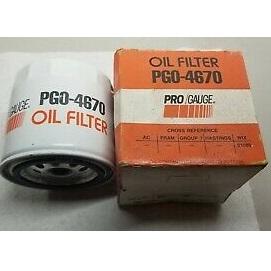 PRO/GAUGE.
PGO-4670
OIL FILTER
OIL FILTER
PGO-4670
PRO/GAUGE.
CROSS REFERENCE
AC FRAM GROUP 7 HASTINGS WIX